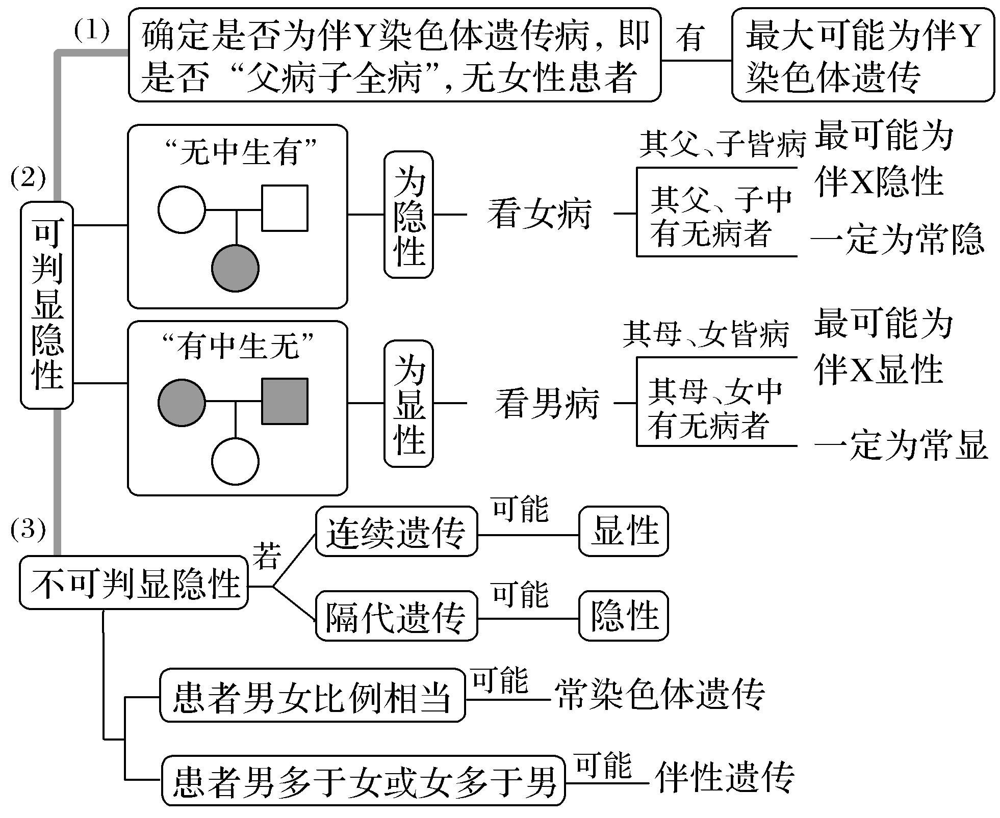 (1)
确定是否为伴Y染色体遗传病,即
是否“父病子全病”,无女性患者
有
最大可能为伴Y
染色体遗传
(2)
可判显隐性
“无中生有”
为隐性
看女病
其父、子皆病
最可能为
伴X隐性
其父、子中
有无病者
一定为常隐
“有中生无”
为显性
看男病
其母、女皆病
最可能为
伴X显性
其母、女中
有无病者
一定为常显
(3)
不可判显隐性
若
连续遗传
可能
显性
隔代遗传
可能
隐性
患者男女比例相当
可能
常染色体遗传
患者男多于女或女多于男
可能
伴性遗传